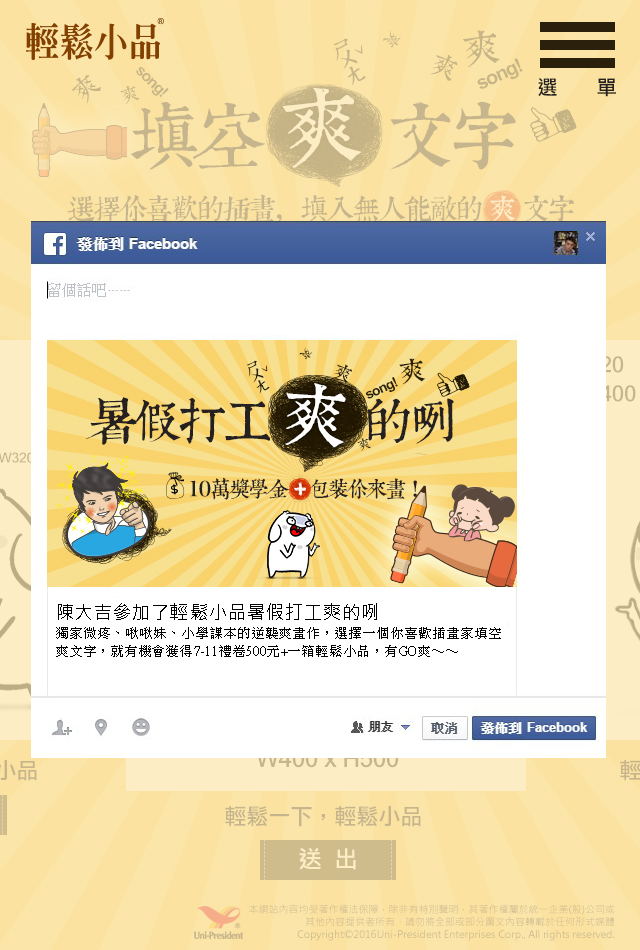 輕鬆小品®
選 單
爽
爽
song!
爽
爽
song!
填空爽文字
選擇你喜歡的插畫，填入無人能敵的爽文字
發佈到 Facebook
留個話吧……
爽
song!
爽
暑假打工爽的咧
爽
10萬獎學金+包裝你來畫！
陳大吉參加了輕鬆小品暑假打工爽的咧
獨家微疼、啾啾妹、小學課本的逆襲爽畫作，選擇一個你喜歡插畫家填空
爽文字，就有機會獲得7-11禮卷500元+一箱輕鬆小品，有GO爽～～
朋友
取消
發佈到 Facebook
W320
20
400
W400 x H500
小品
輕
輕鬆一下，輕鬆小品
送 出
Uni-President
本網站內容均受著作權法保障，除非有特別聲明，其著作權屬於統一企業(股)公司或
其他內容提供者所有，請勿將全部或部分圖文內容轉載於任何形式媒體
Copyright©2016Uni-President Enterprises Corp., All rights reserved.